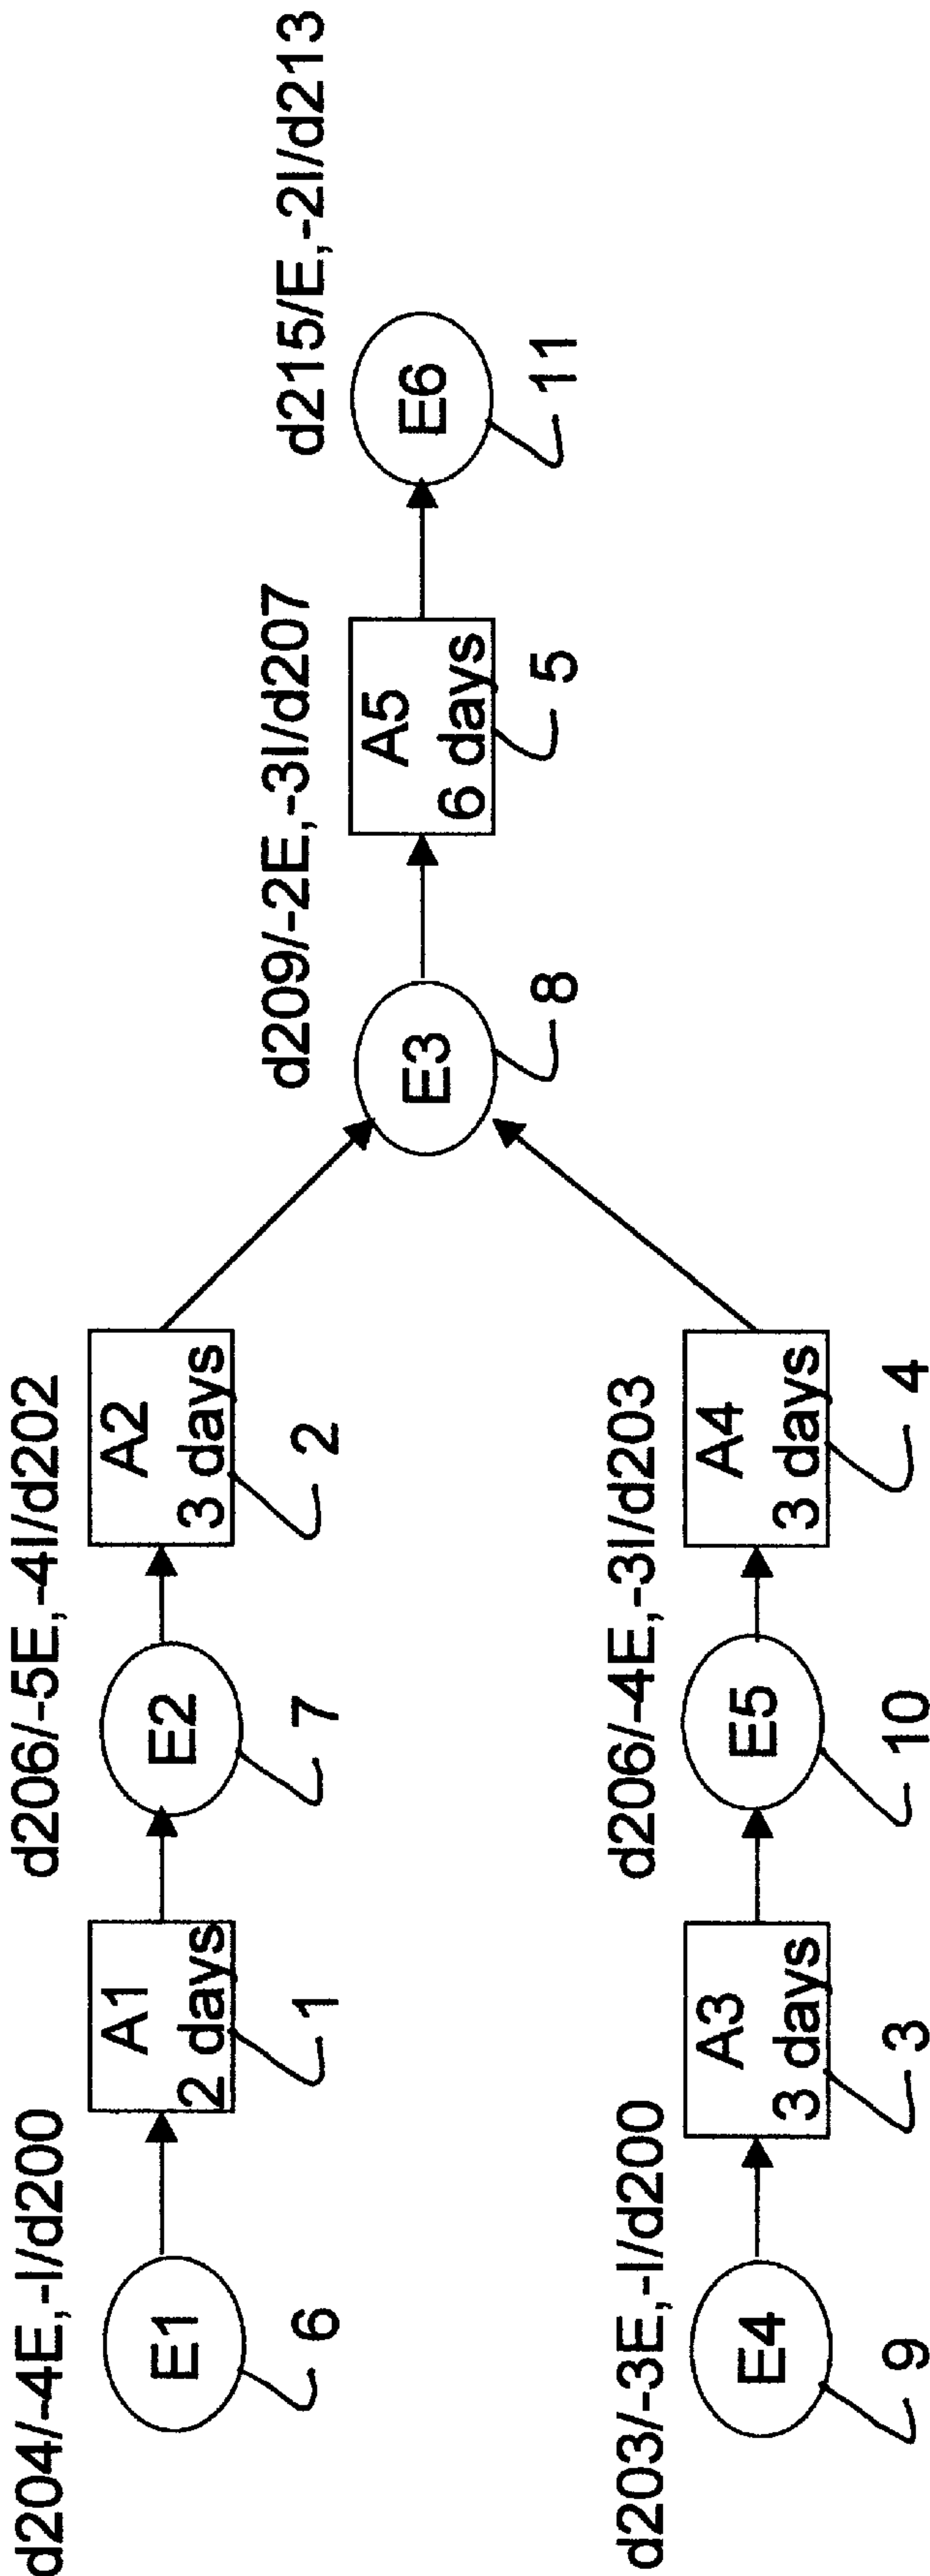 d204/-4E,-I/d200
d206/-5E,-4I/d202
E1
A1
2 days
E2
A2
3 days
6
1
7
2
d209/-2E,-3I/d207
d215/E,-2I/d213
E3
A5
6 days
E6
8
5
11
d203/-3E,-I/d200
d206/-4E,-3I/d203
E4
A3
3 days
E5
A4
3 days
9
3
10
4